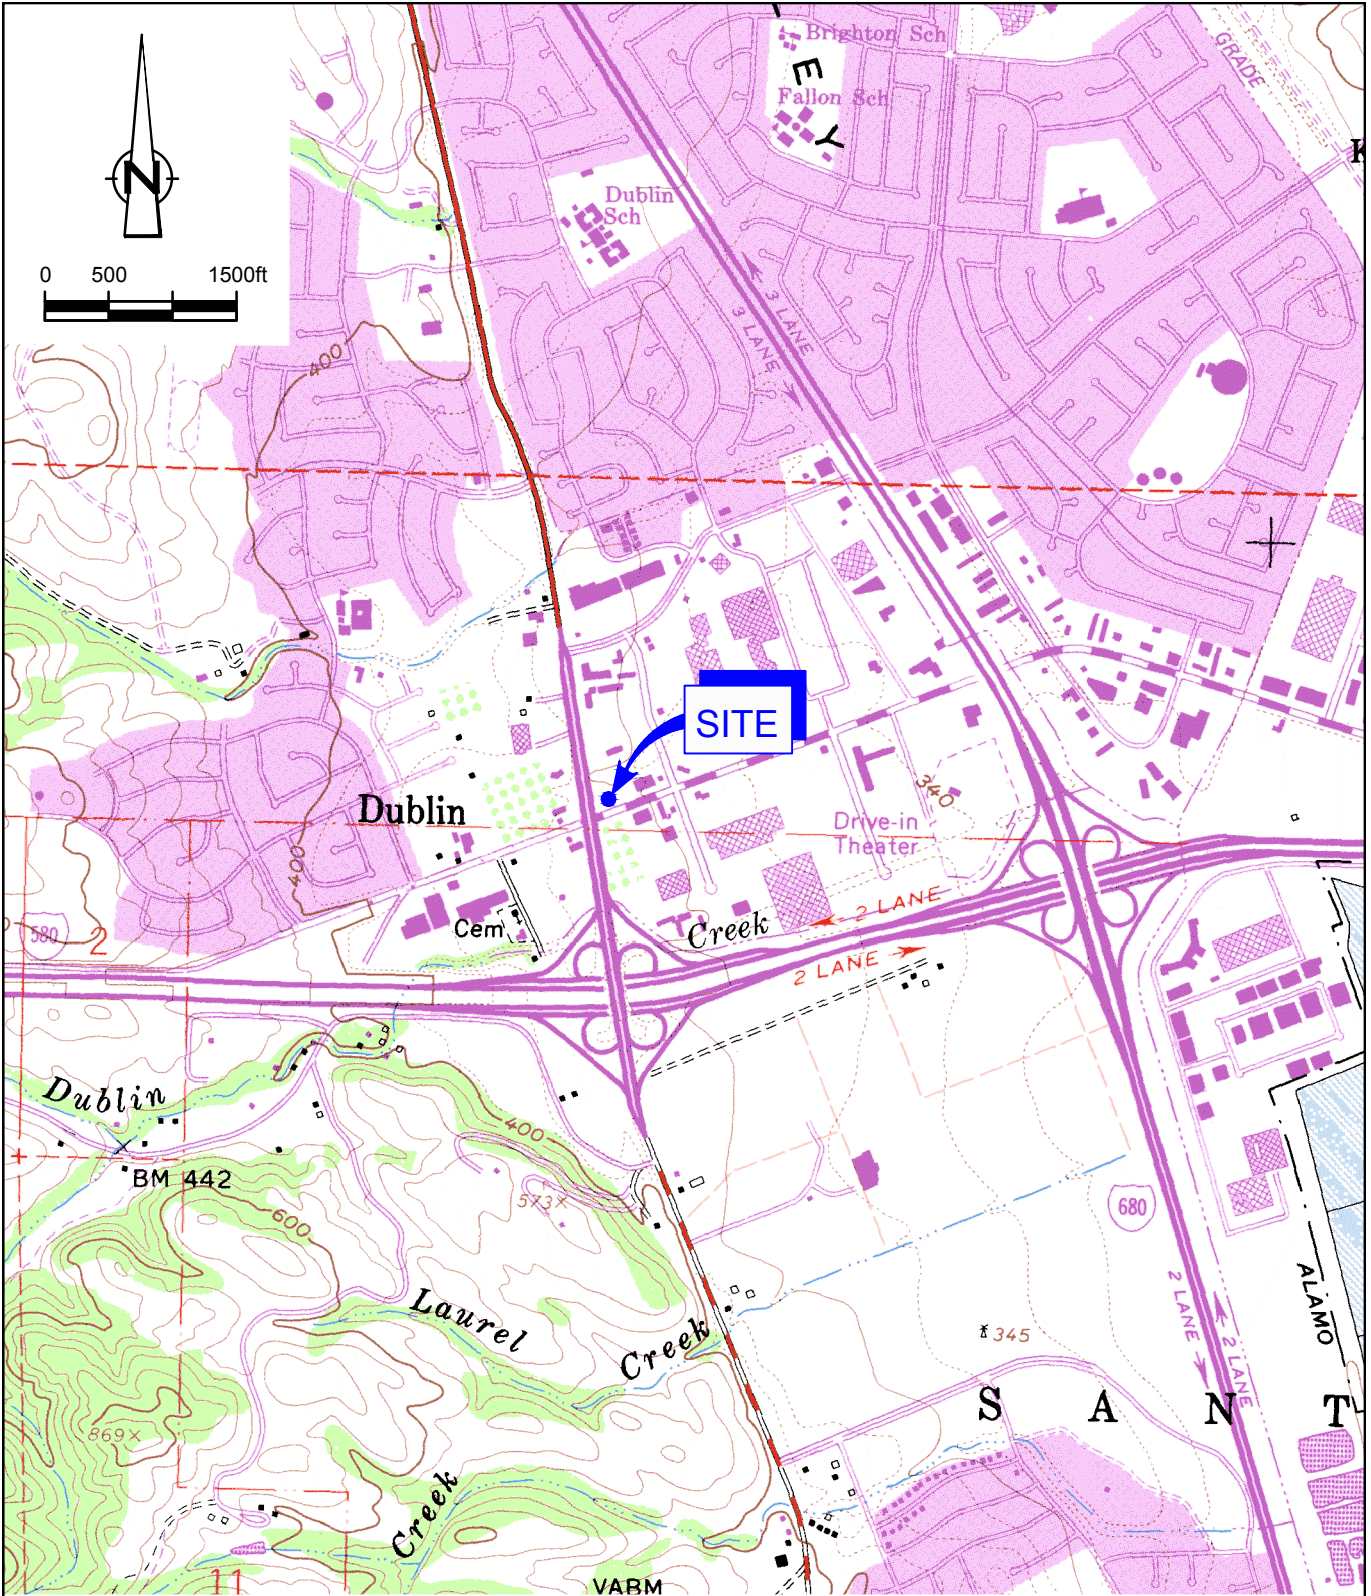 Brighton Sch
E
Fallon Sch
Y
GRADE
K
N
Dublin
Sch
0 500 1500ft
3 LANE
3 LANE
400
SITE
340
Dublin
Drive-in
Theater
400
2 LANE
Creek
Cem
580
2
2 LANE
Dublin
400
BM 442
573×
680
600
ALAMO
Laurel
2 LANE
2 LANE
345
Creek
S A N T
869×
Creek
11
VABM